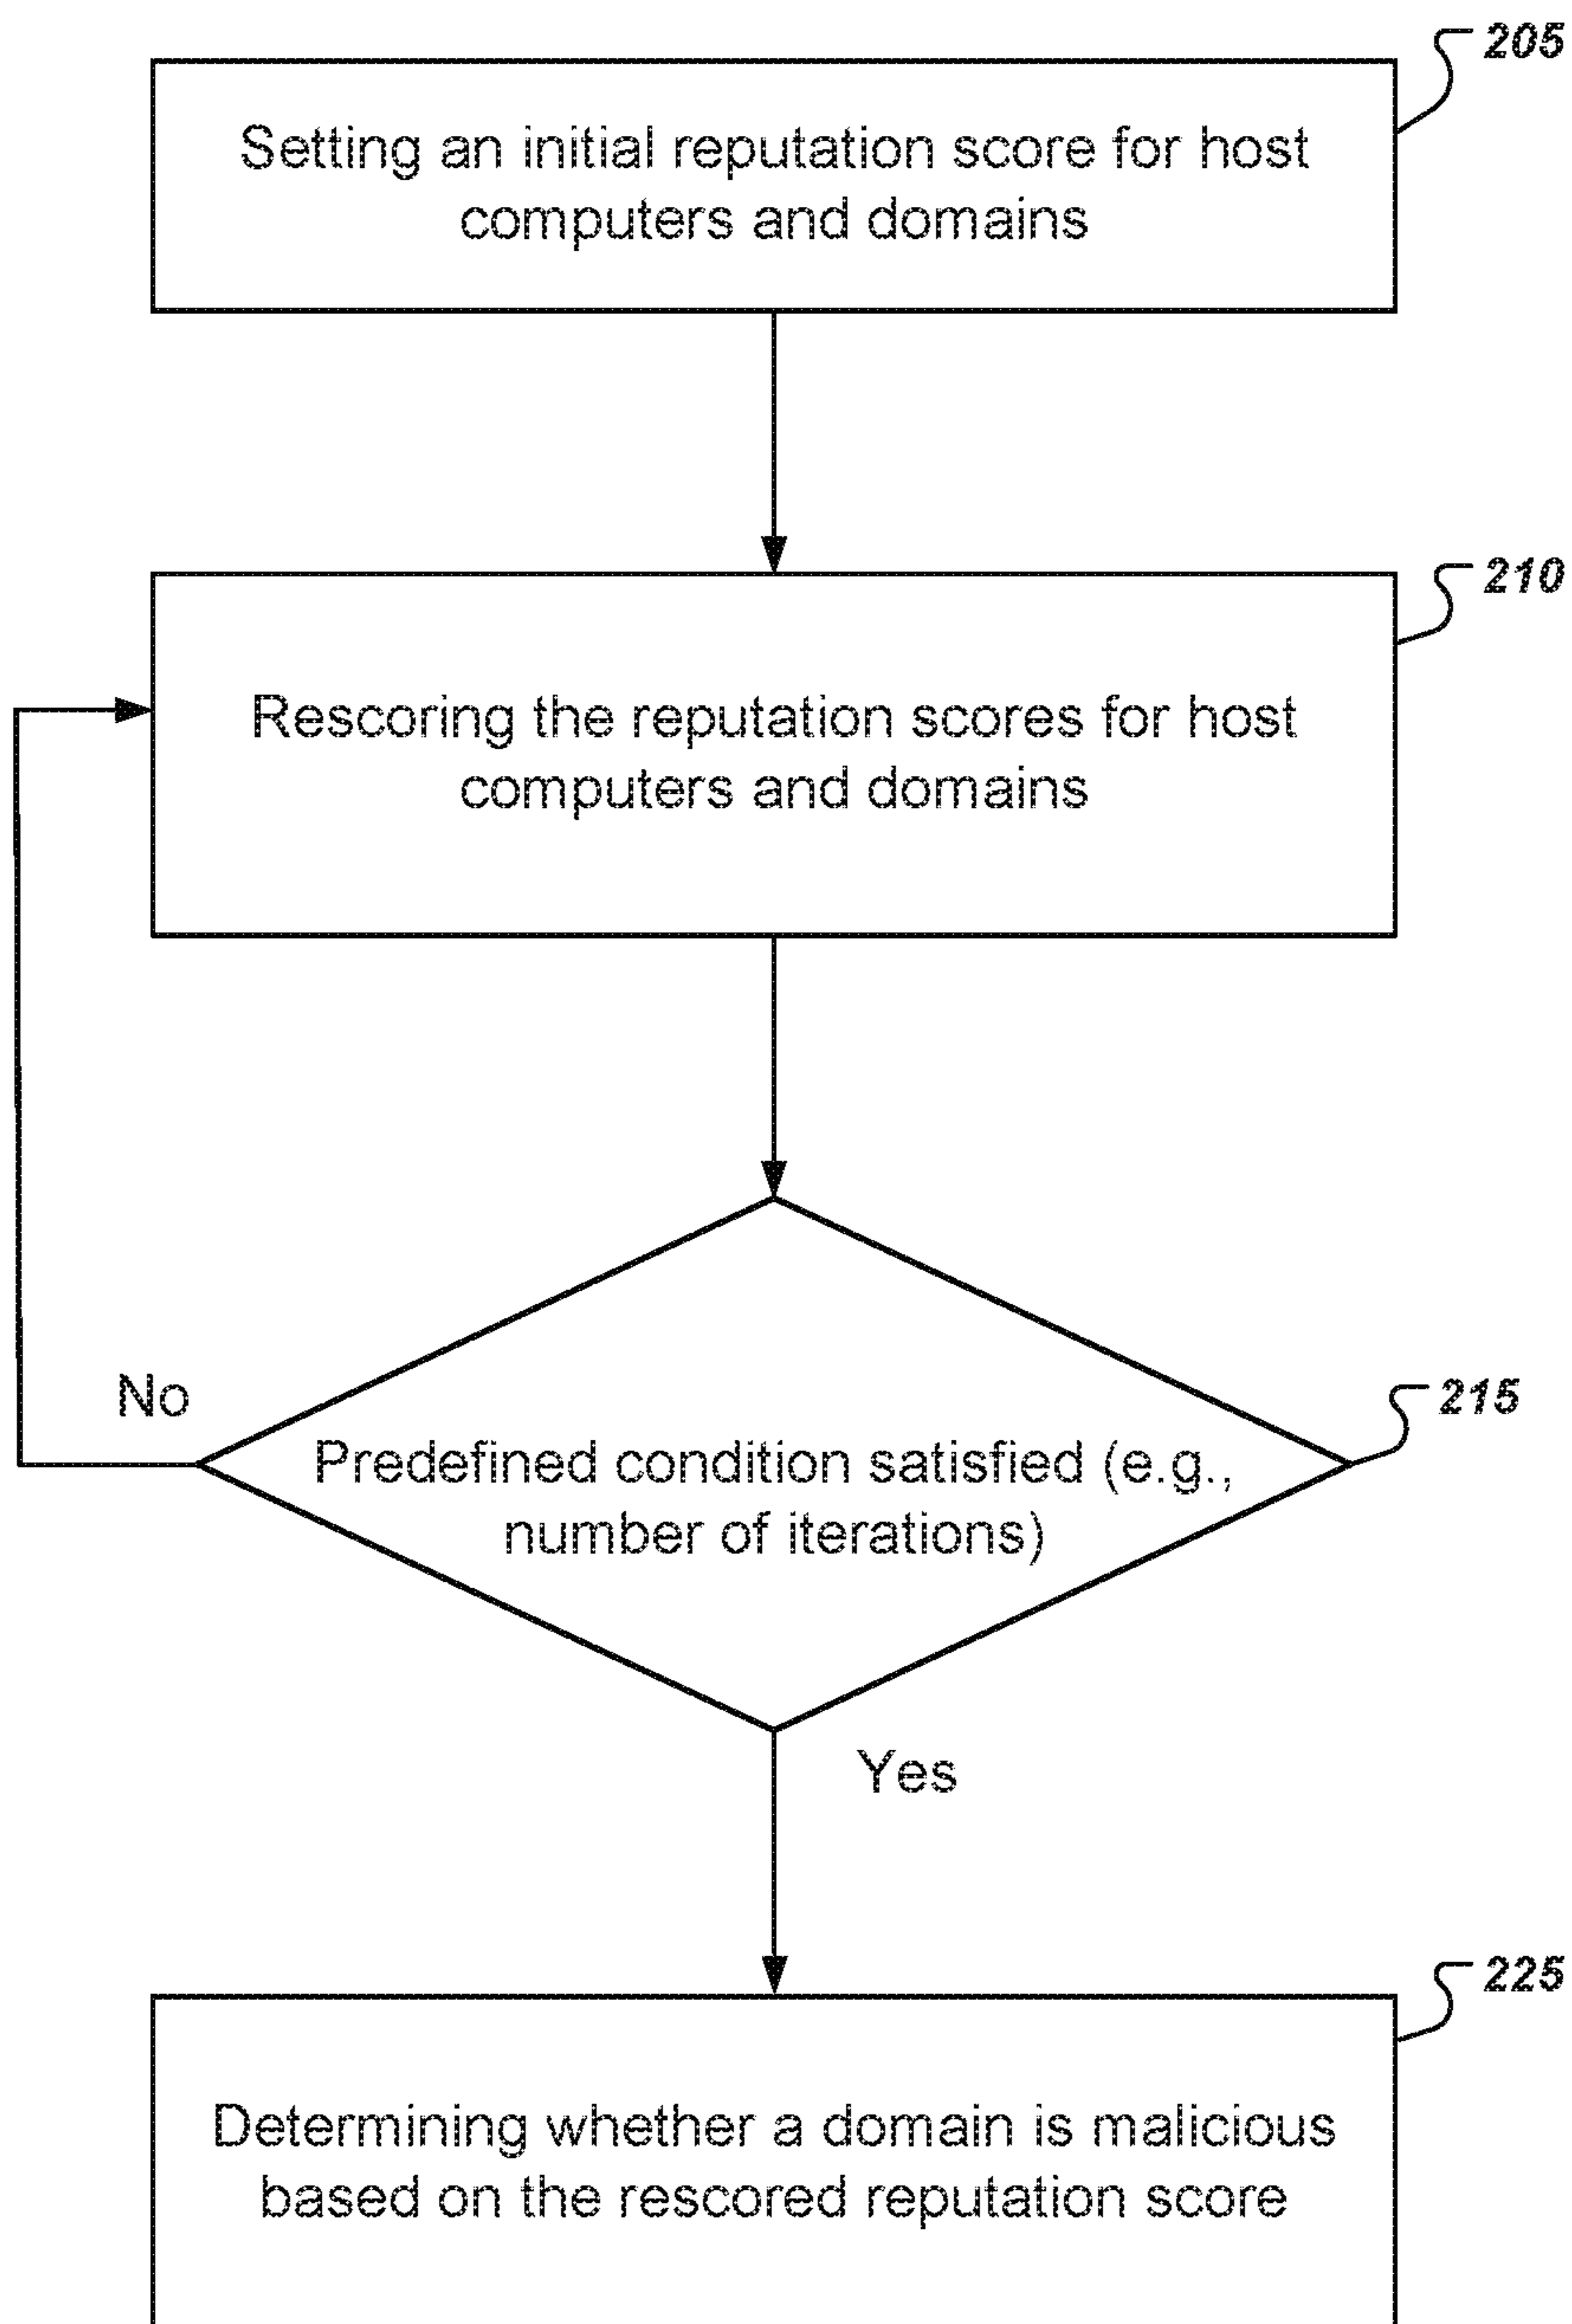 205
Setting an initial reputation score for host
computers and domains
210
Rescoring the reputation scores for host
computers and domains
No
215
Predefined condition satisfied (e.g.,
number of iterations)
Yes
225
Determining whether a domain is malicious
based on the rescored reputation score